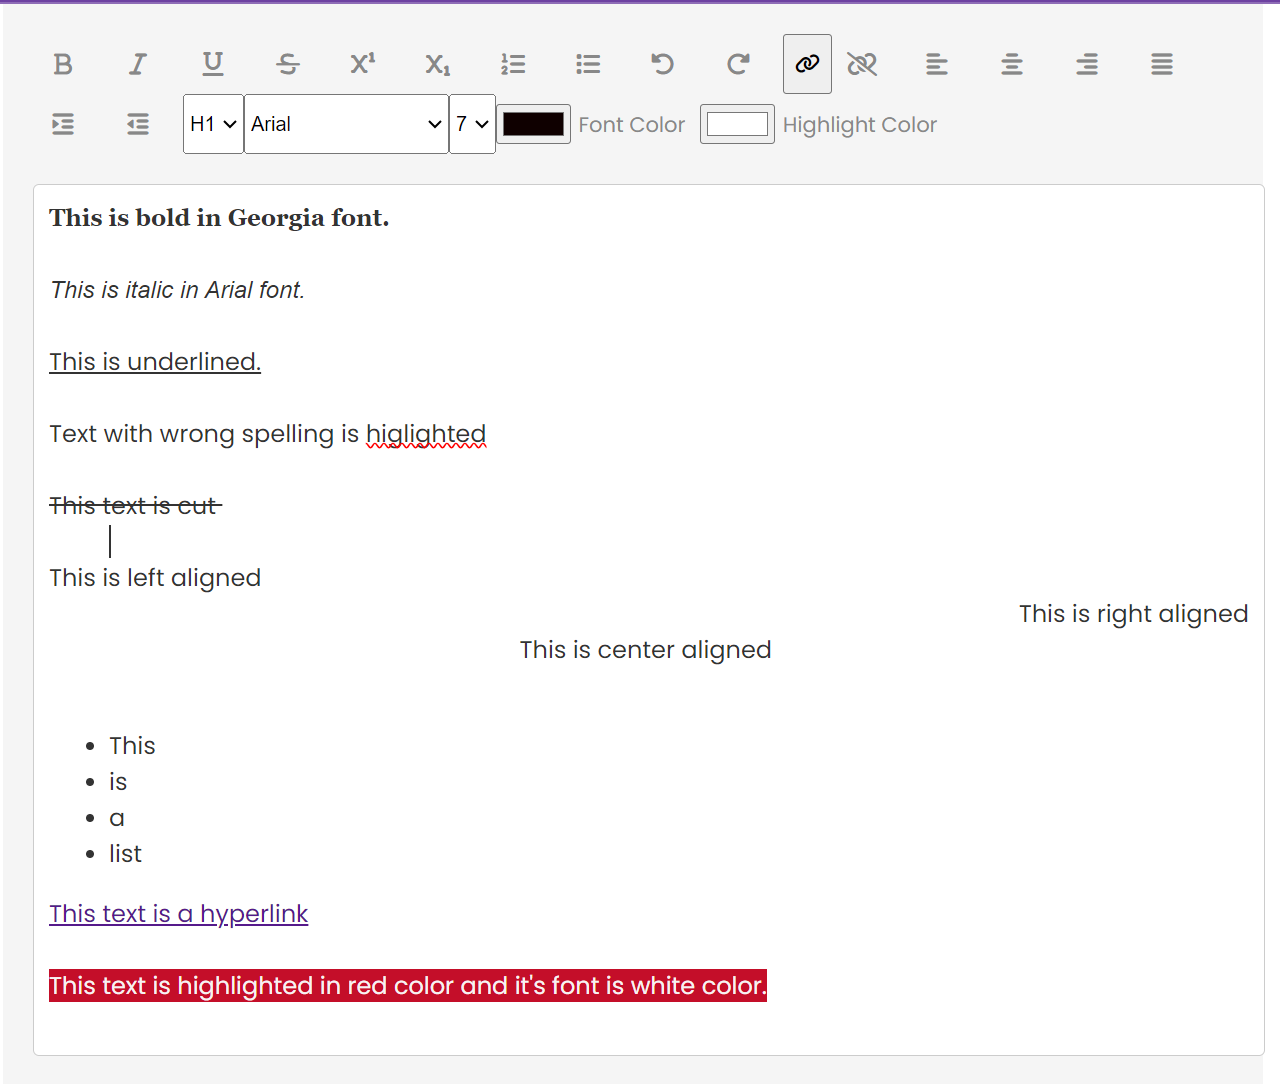 B I U S X¹ X₁
H1 Arial 7 Font Color Highlight Color
This is bold in Georgia font.
This is italic in Arial font.
This is underlined.
Text with wrong spelling is higlighted
This text is cut
This is left aligned
This is right aligned
This is center aligned
This
is
a
list
This text is a hyperlink
This text is highlighted in red color and it's font is white color.